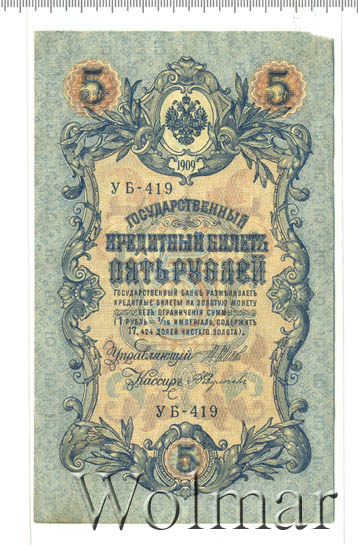 5 5
1909
УБ-419
ГОСУДАРСТВЕННЫЙ
КРЕДИТНЫЙ БИЛЕТЪ
ПЯТЬ РУБЛЕЙ
ГОСУДАРСТВЕННЫЙ БАНКЪ РАЗМѢНИВАЕТЪ
КРЕДИТНЫЕ БИЛЕТЫ НА ЗОЛОТУЮ МОНЕТУ
БЕЗЪ ОГРАНИЧЕНІЯ СУММЫ
(1 РУБЛЬ = 1/15 ИМПЕРІАЛА, СОДЕРЖИТЪ
17,424 ДОЛЕЙ ЧИСТАГО ЗОЛОТА).
Управляющій
Кассиръ
УБ-419
5
Wolmar